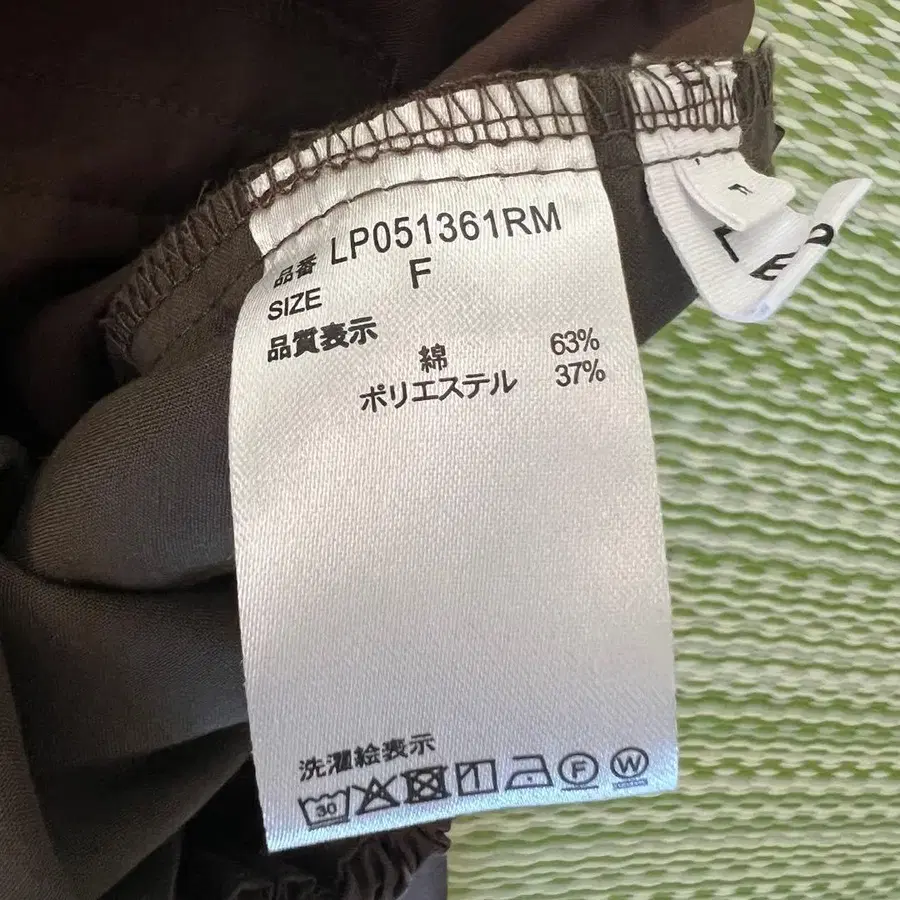 品番 LP051361RM
SIZE F
品質表示
綿 63%
ポリエステル 37%
洗濯絵表示
30 F W
F